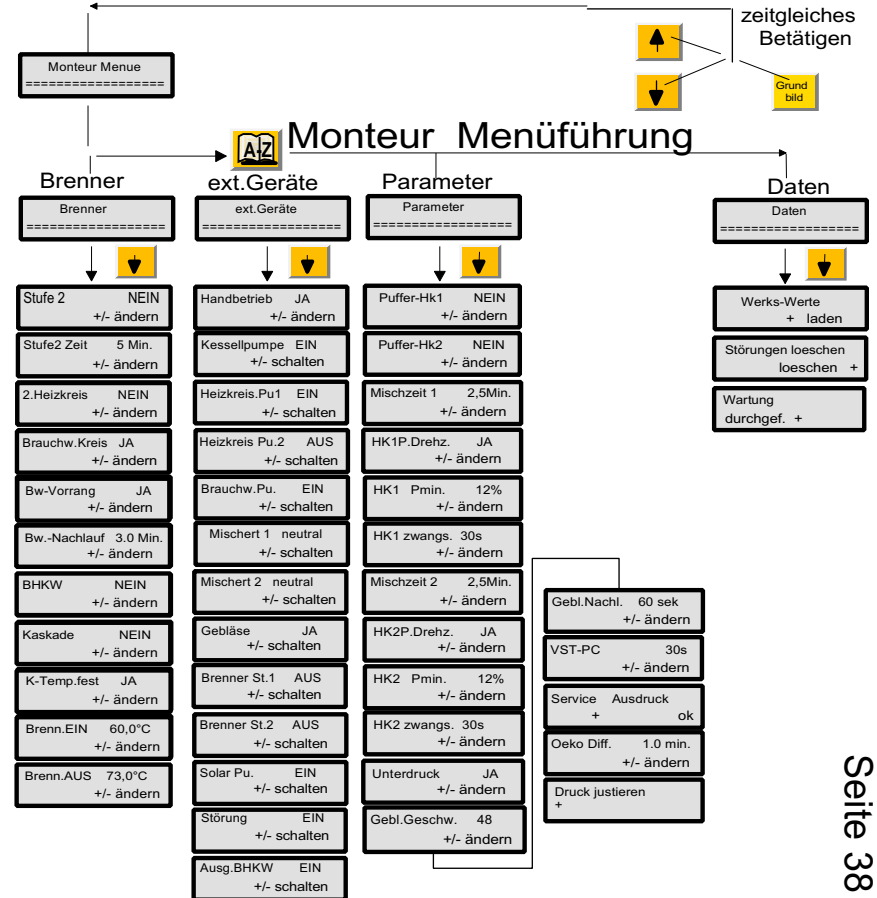 zeitgleiches
Betätigen
Grund
bild
Monteur Menue
==================
A-Z
Monteur Menüführung
Brenner
Brenner
==================
Stufe 2 NEIN
+/- ändern
Stufe2 Zeit 5 Min.
+/- ändern
2.Heizkreis NEIN
+/- ändern
Brauchw.Kreis JA
+/- ändern
Bw-Vorrang JA
+/- ändern
Bw.-Nachlauf 3.0 Min.
+/- ändern
BHKW NEIN
+/- ändern
Kaskade NEIN
+/- ändern
K-Temp.fest JA
+/- ändern
Brenn.EIN 60,0°C
+/- ändern
Brenn.AUS 73,0°C
+/- ändern
ext.Geräte
ext.Geräte
==================
Handbetrieb JA
+/- ändern
Kessellpumpe EIN
+/- schalten
Heizkreis.Pu1 EIN
+/- schalten
Heizkreis Pu.2 AUS
+/- schalten
Brauchw.Pu. EIN
+/- schalten
Mischert 1 neutral
+/- schalten
Mischert 2 neutral
+/- schalten
Gebläse JA
+/- schalten
Brenner St.1 AUS
+/- schalten
Brenner St.2 AUS
+/- schalten
Solar Pu. EIN
+/- schalten
Störung EIN
+/- schalten
Ausg.BHKW EIN
+/- schalten
Parameter
Parameter
==================
Puffer-Hk1 NEIN
+/- ändern
Puffer-Hk2 NEIN
+/- ändern
Mischzeit 1 2,5Min.
+/- ändern
HK1P.Drehz. JA
+/- ändern
HK1 Pmin. 12%
+/- ändern
HK1 zwangs. 30s
+/- ändern
Mischzeit 2 2,5Min.
+/- ändern
HK2P.Drehz. JA
+/- ändern
HK2 Pmin. 12%
+/- ändern
HK2 zwangs. 30s
+/- ändern
Unterdruck JA
+/- ändern
Gebl.Geschw. 48
+/- ändern
Gebl.Nachl. 60 sek
+/- ändern
VST-PC 30s
+/- ändern
Service Ausdruck
+ ok
Oeko Diff. 1.0 min.
+/- ändern
Druck justieren
+
Daten
Daten
==================
Werks-Werte
+ laden
Störungen loeschen
loeschen +
Wartung
durchgef. +
Seite 38